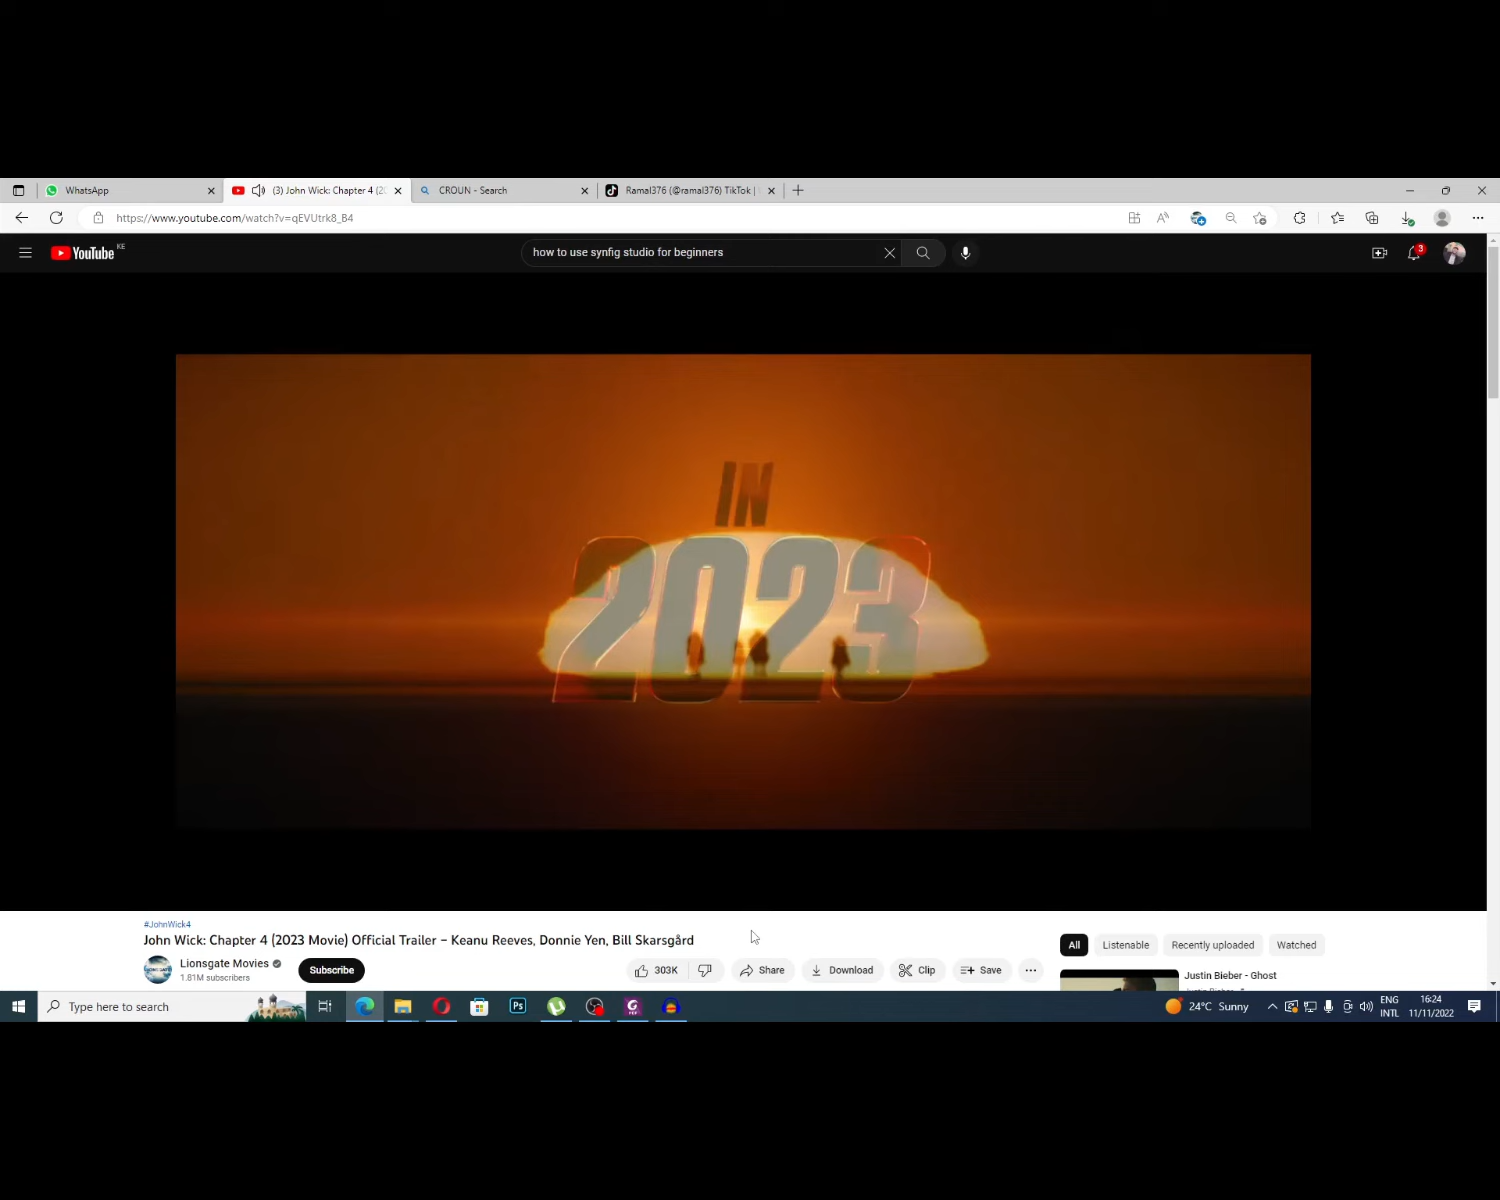 WhatsApp
(3) John Wick: Chapter 4 (20
CROUN - Search
Ramal376 (@ramal376) TikTok |
https://www.youtube.com/watch?v=qEVUtrk8_B4
YouTube KE
how to use synfig studio for beginners
3
IN
2023
#JohnWick4
John Wick: Chapter 4 (2023 Movie) Official Trailer – Keanu Reeves, Donnie Yen, Bill Skarsgård
Lionsgate Movies
1.81M subscribers
Subscribe
303K
Share
Download
Clip
Save
All
Listenable
Recently uploaded
Watched
Justin Bieber - Ghost
Type here to search
Ps
24°C Sunny
ENG
INTL
16:24
11/11/2022